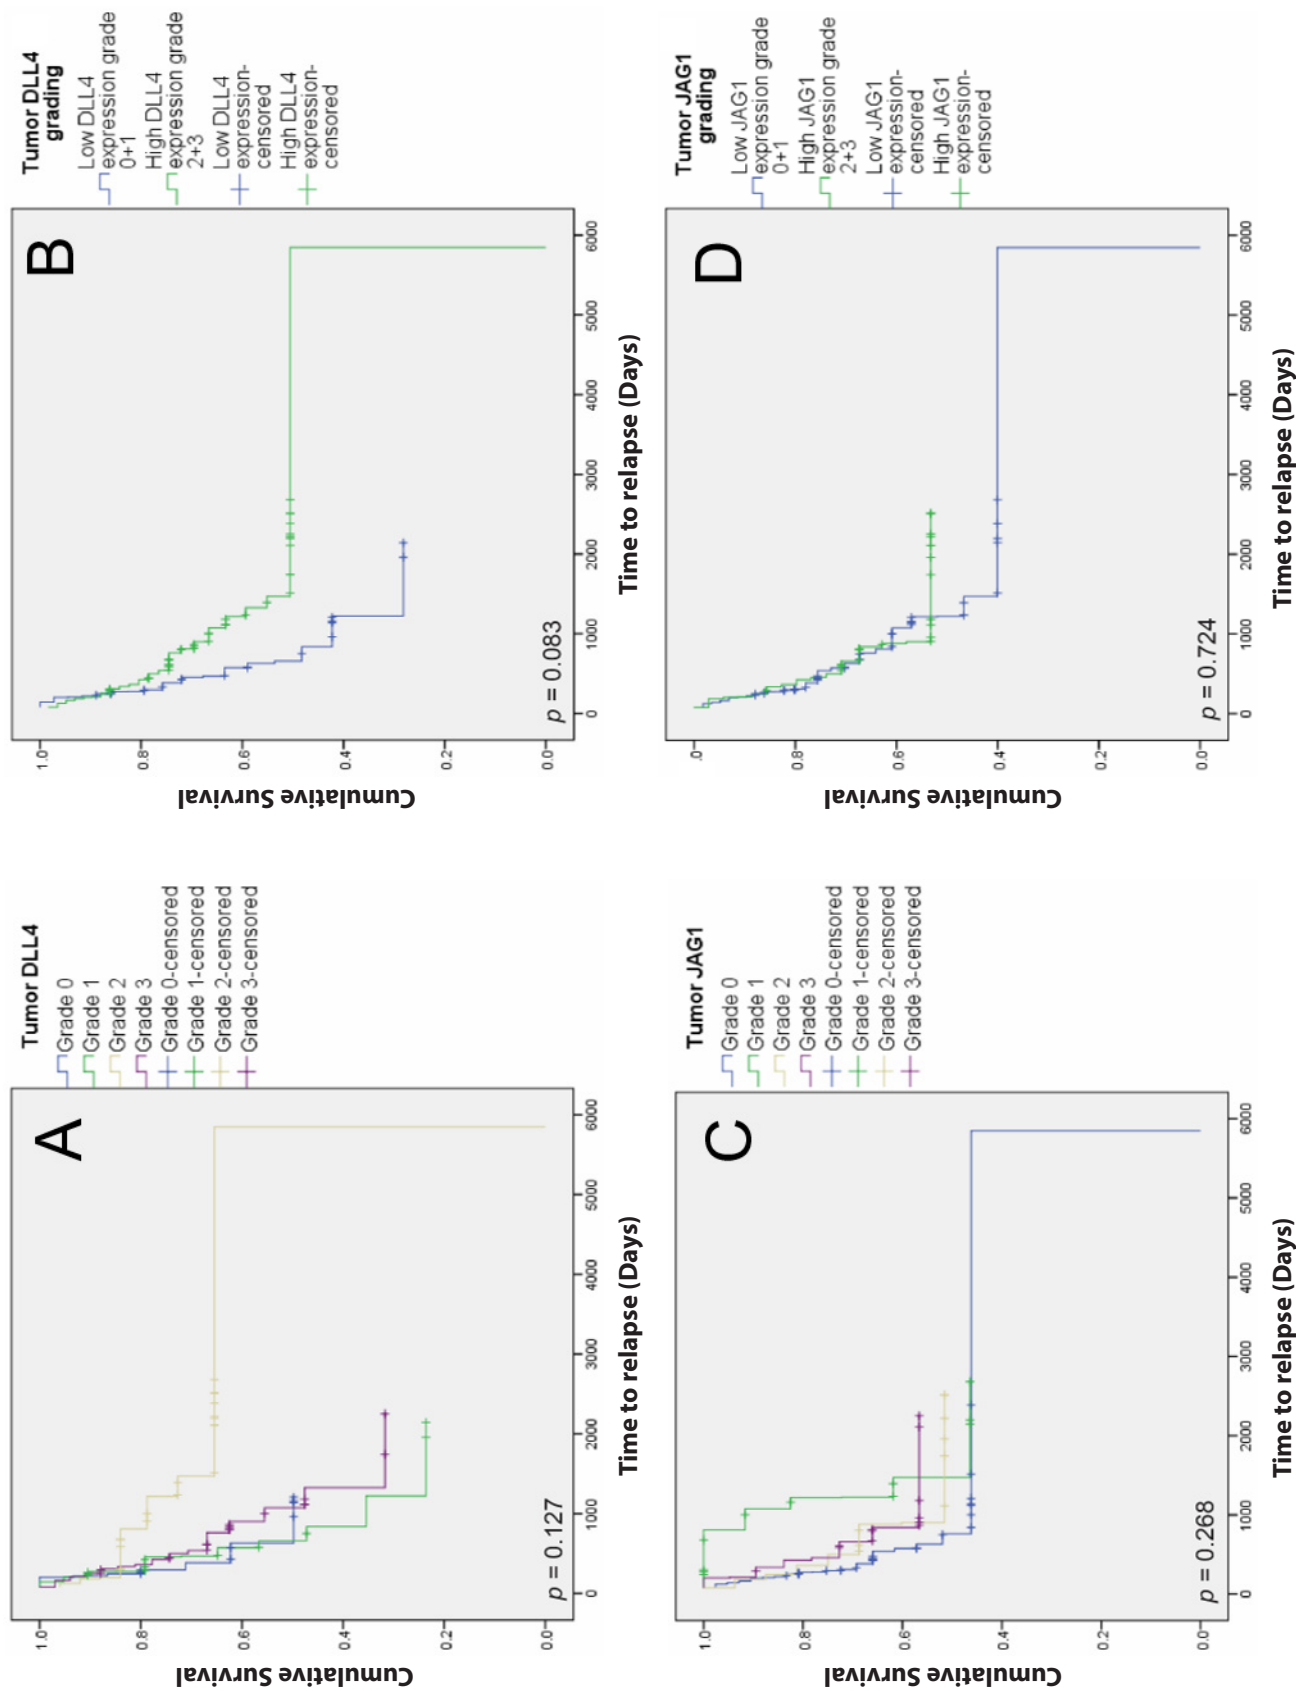 A
Tumor DLL4
Grade 0
Grade 1
Grade 2
Grade 3
Grade 0-censored
Grade 1-censored
Grade 2-censored
Grade 3-censored
Cumulative Survival
1.0
0.8
0.6
0.4
0.2
0.0
p = 0.127
0 1000 2000 3000 4000 5000 6000
Time to relapse (Days)
B
Tumor DLL4
grading
Low DLL4
expression grade
0+1
High DLL4
expression grade
2+3
Low DLL4
expression-
censored
High DLL4
expression-
censored
Cumulative Survival
1.0
0.8
0.6
0.4
0.2
0.0
p = 0.083
0 1000 2000 3000 4000 5000 6000
Time to relapse (Days)
C
Tumor JAG1
Grade 0
Grade 1
Grade 2
Grade 3
Grade 0-censored
Grade 1-censored
Grade 2-censored
Grade 3-censored
Cumulative Survival
1.0
0.8
0.6
0.4
0.2
0.0
p = 0.268
0 1000 2000 3000 4000 5000 6000
Time to relapse (Days)
D
Tumor JAG1
grading
Low JAG1
expression grade
0+1
High JAG1
expression grade
2+3
Low JAG1
expression-
censored
High JAG1
expression-
censored
Cumulative Survival
.0
0.8
0.6
0.4
0.2
0.0
p = 0.724
0 1000 2000 3000 4000 5000 6000
Time to relapse (Days)